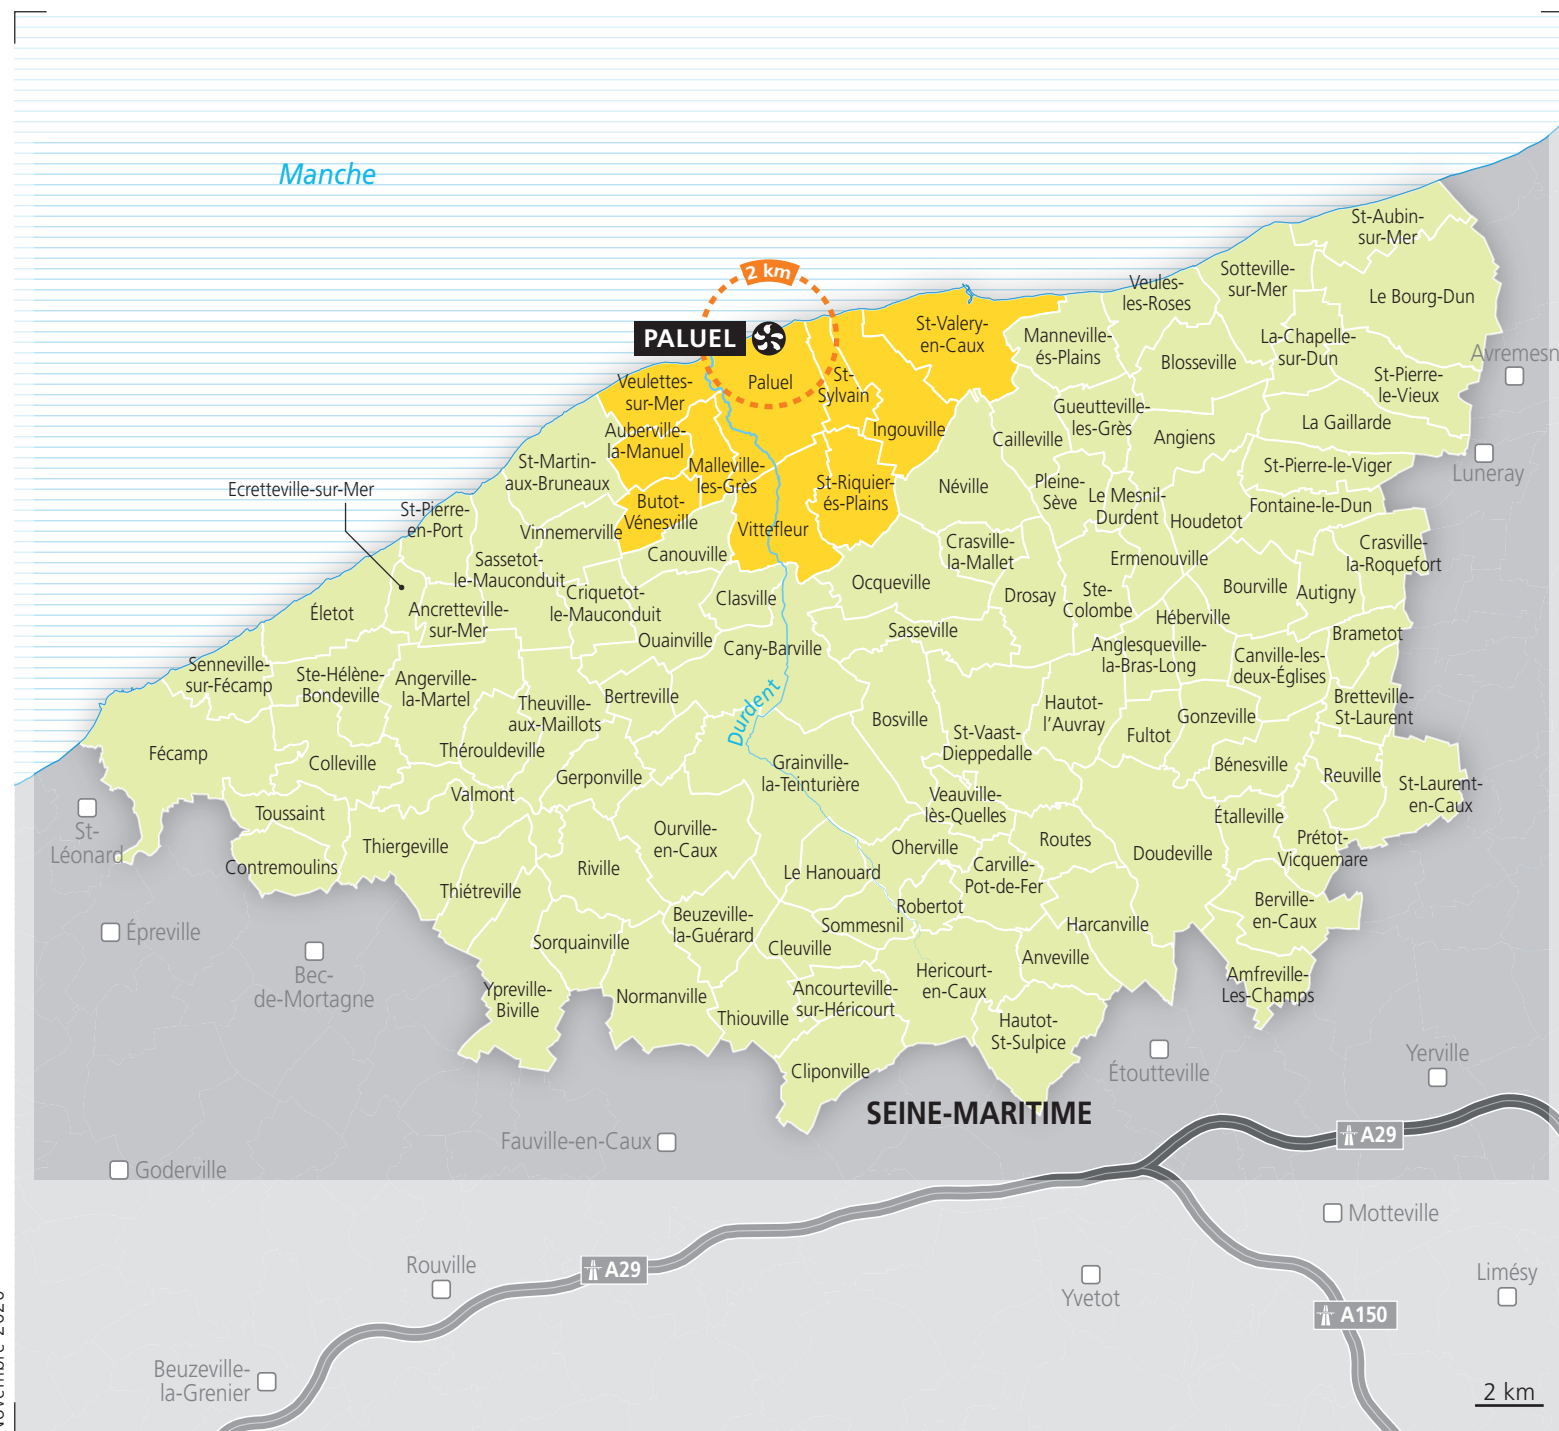 Manche
2 km
PALUEL
St-Aubin-
sur-Mer
Sotteville-
sur-Mer
Veules-
les-Roses
Le Bourg-Dun
St-Valery-
en-Caux
Manneville-
és-Plains
La-Chapelle-
sur-Dun
Blosseville
Avremesn
St-Pierre-
le-Vieux
Veulettes-
sur-Mer
Paluel
St-
Sylvain
Gueutteville-
les-Grès
La Gaillarde
Auberville-
la-Manuel
Ingouville
Cailleville
Angiens
St-Martin-
aux-Bruneaux
Malleville-
les-Grès
St-Pierre-le-Viger
Luneray
Ecretteville-sur-Mer
St-Riquier-
és-Plains
Néville
Pleine-
Sève
Le Mesnil-
Durdent
Fontaine-le-Dun
Butot-
Vénesville
St-Pierre-
en-Port
Houdetot
Vinnemerville
Vittefleur
Canouville
Crasville-
la-Mallet
Crasville-
la-Roquefort
Sassetot-
le-Mauconduit
Ermenouville
Ocqueville
Bourville
Autigny
Criquetot-
le-Mauconduit
Clasville
Drosay
Ste-
Colombe
Életot
Ancretteville-
sur-Mer
Héberville
Sasseville
Brametot
Ouainville
Cany-Barville
Anglesqueville-
la-Bras-Long
Canville-les-
deux-Églises
Senneville-
sur-Fécamp
Ste-Hélène-
Bondeville
Angerville-
la-Martel
Bertreville
Theuville-
aux-Maillots
Durdent
Bosville
Hautot-
l'Auvray
Gonzeville
Bretteville-
St-Laurent
Fultot
St-Vaast-
Dieppedalle
Fécamp
Colleville
Thérouldeville
Gerponville
Grainville-
la-Teinturière
Bénesville
Reuville
St-Laurent-
en-Caux
Valmont
Veauville-
lès-Quelles
Toussaint
Étalleville
St-
Léonard
Thiergeville
Ourville-
en-Caux
Oherville
Routes
Doudeville
Prétot-
Vicquemare
Contremoulins
Riville
Le Hanouard
Carville-
Pot-de-Fer
Thiétreville
Robertot
Berville-
en-Caux
Beuzeville-
la-Guérard
Sommesnil
Harcanville
Épreville
Sorquainville
Cleuville
Anveville
Bec-
de-Mortagne
Hericourt-
en-Caux
Amfreville-
Les-Champs
Ypreville-
Biville
Normanville
Ancourteville-
sur-Héricourt
Thiouville
Hautot-
St-Sulpice
Cliponville
Étoutteville
Yerville
SEINE-MARITIME
A29
Fauville-en-Caux
Goderville
Motteville
Rouville
A29
Yvetot
Limésy
A150
Beuzeville-
la-Grenier
2 km
Novembre 2020